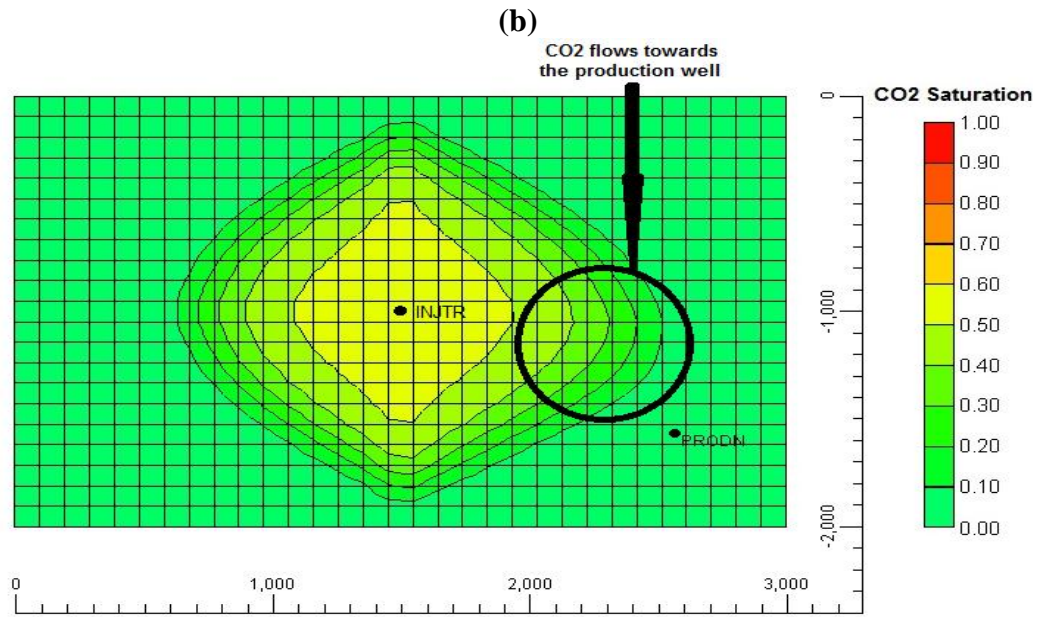 (b)
CO2 flows towards
the production well
CO2 Saturation
0
1.00
0.90
0.80
0.70
0.60
0.50
0.40
0.30
0.20
0.10
0.00
-1,000
-2,000
INJTR
PRODN
0 1,000 2,000 3,000